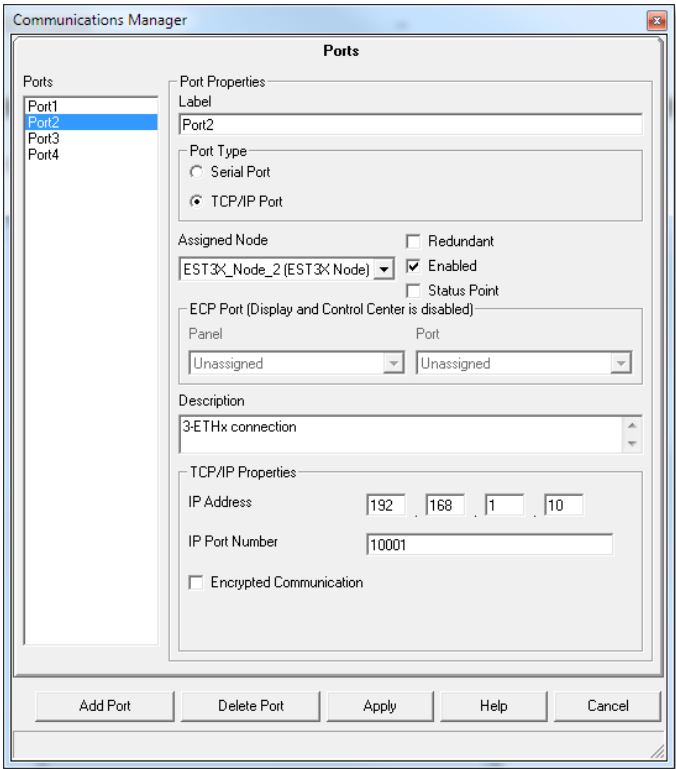 Communications Manager
Ports
Ports
Port1
Port2
Port3
Port4
Port Properties
Label
Port2
Port Type
Serial Port
TCP/IP Port
Assigned Node
EST3X_Node_2 (EST3X Node)
Redundant
Enabled
Status Point
ECP Port (Display and Control Center is disabled)
Panel Port
Unassigned Unassigned
Description
3-ETHx connection
TCP/IP Properties
IP Address 192 . 168 . 1 . 10
IP Port Number 10001
Encrypted Communication
Add Port Delete Port Apply Help Cancel